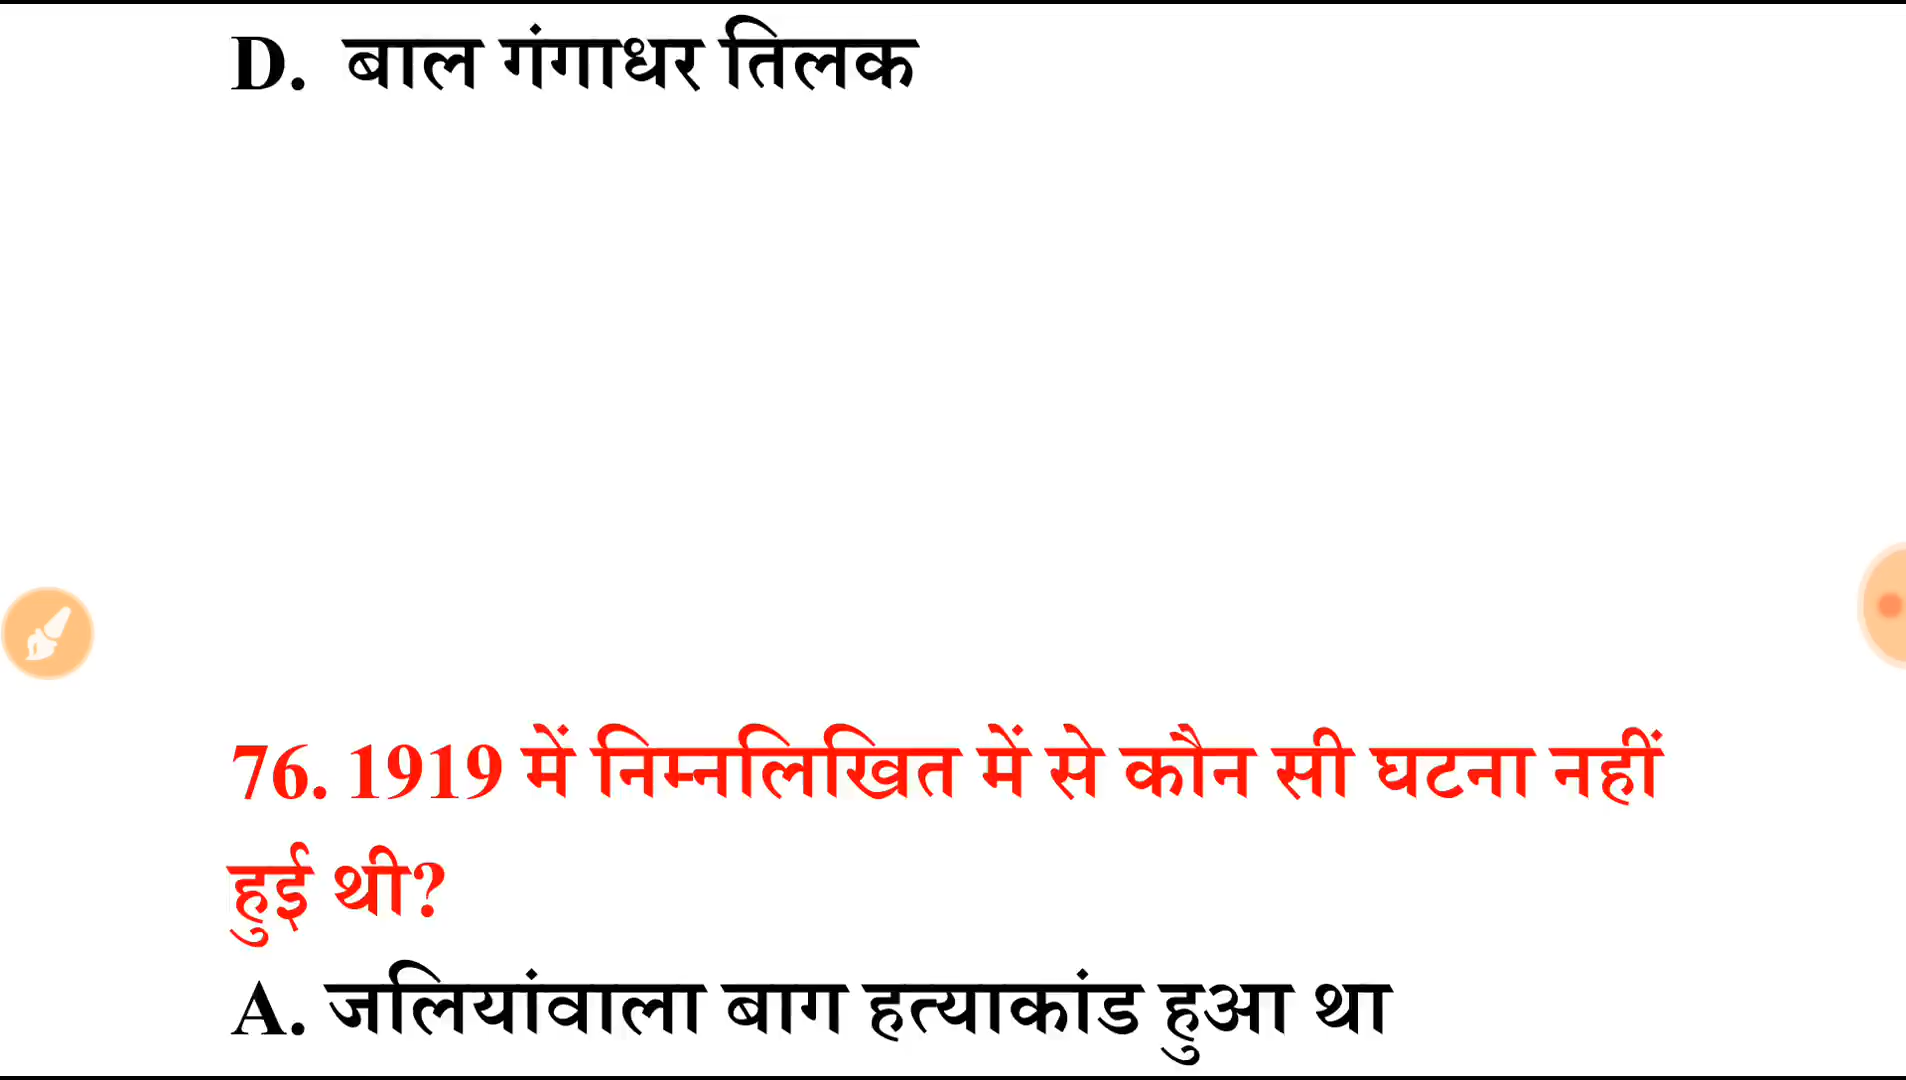 D. बाल गंगाधर तिलक
76. 1919 में निम्नलिखित में से कौन सी घटना नहीं
हुई थी?
A. जलियांवाला बाग हत्याकांड हुआ था